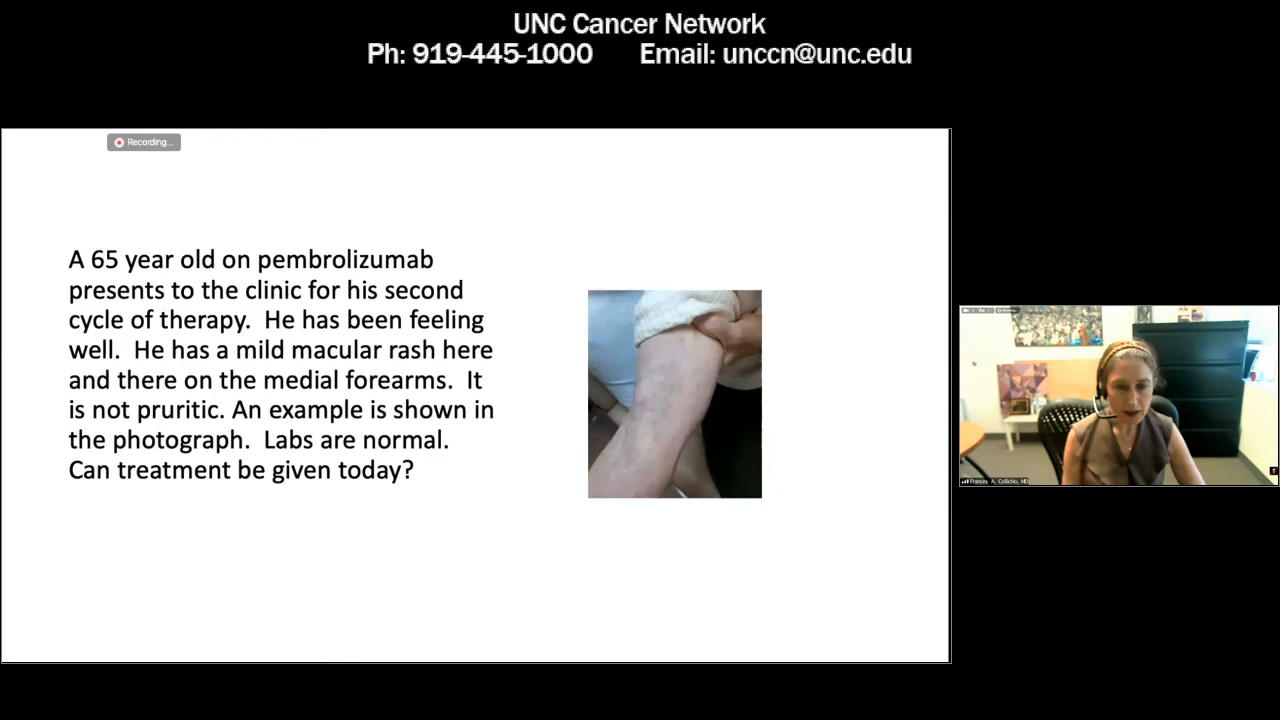 UNC Cancer Network
Ph: 919-445-1000 Email: unccn@unc.edu
Recording...
A 65 year old on pembrolizumab
presents to the clinic for his second
cycle of therapy. He has been feeling
well. He has a mild macular rash here
and there on the medial forearms. It
is not pruritic. An example is shown in
the photograph. Labs are normal.
Can treatment be given today?
Frances A. Collichio, MD